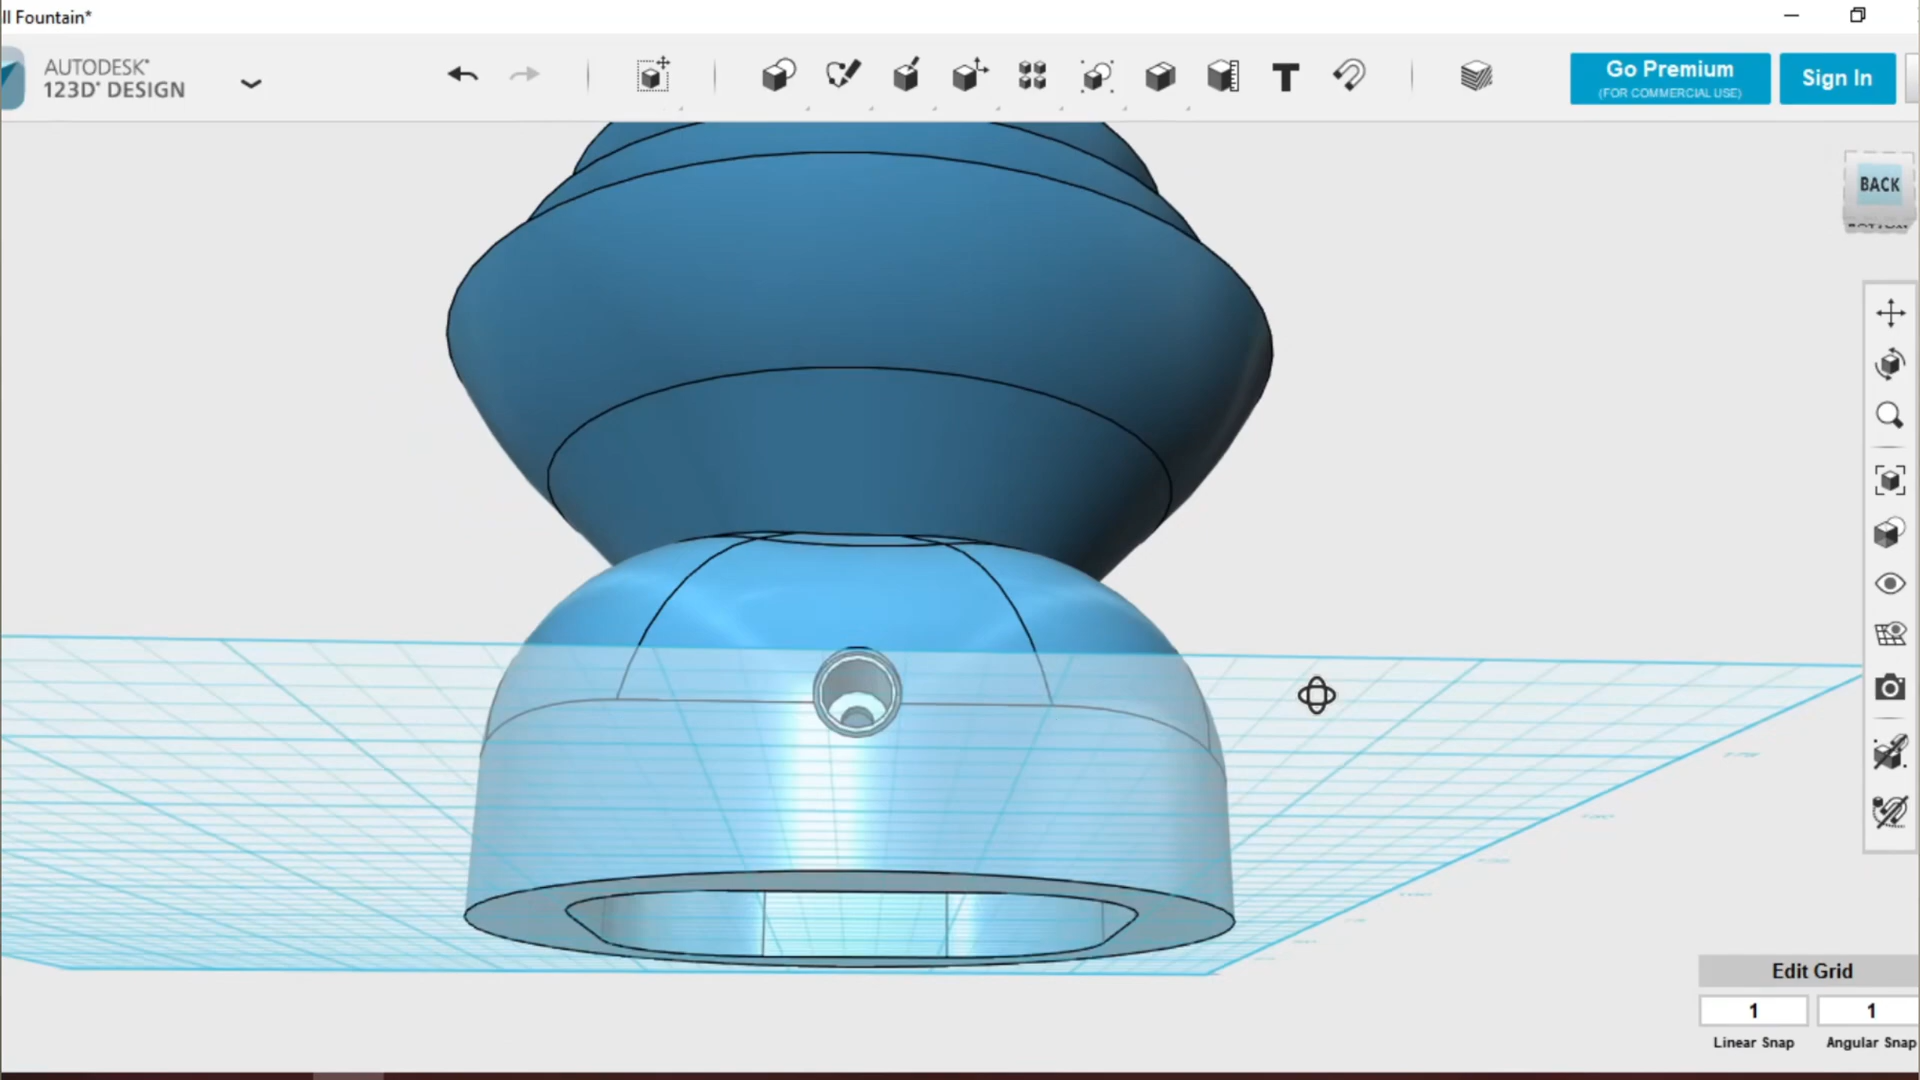 ll Fountain*
AUTODESK®
123D® DESIGN
Go Premium
(FOR COMMERCIAL USE)
Sign In
BACK
Edit Grid
1
1
Linear Snap
Angular Snap